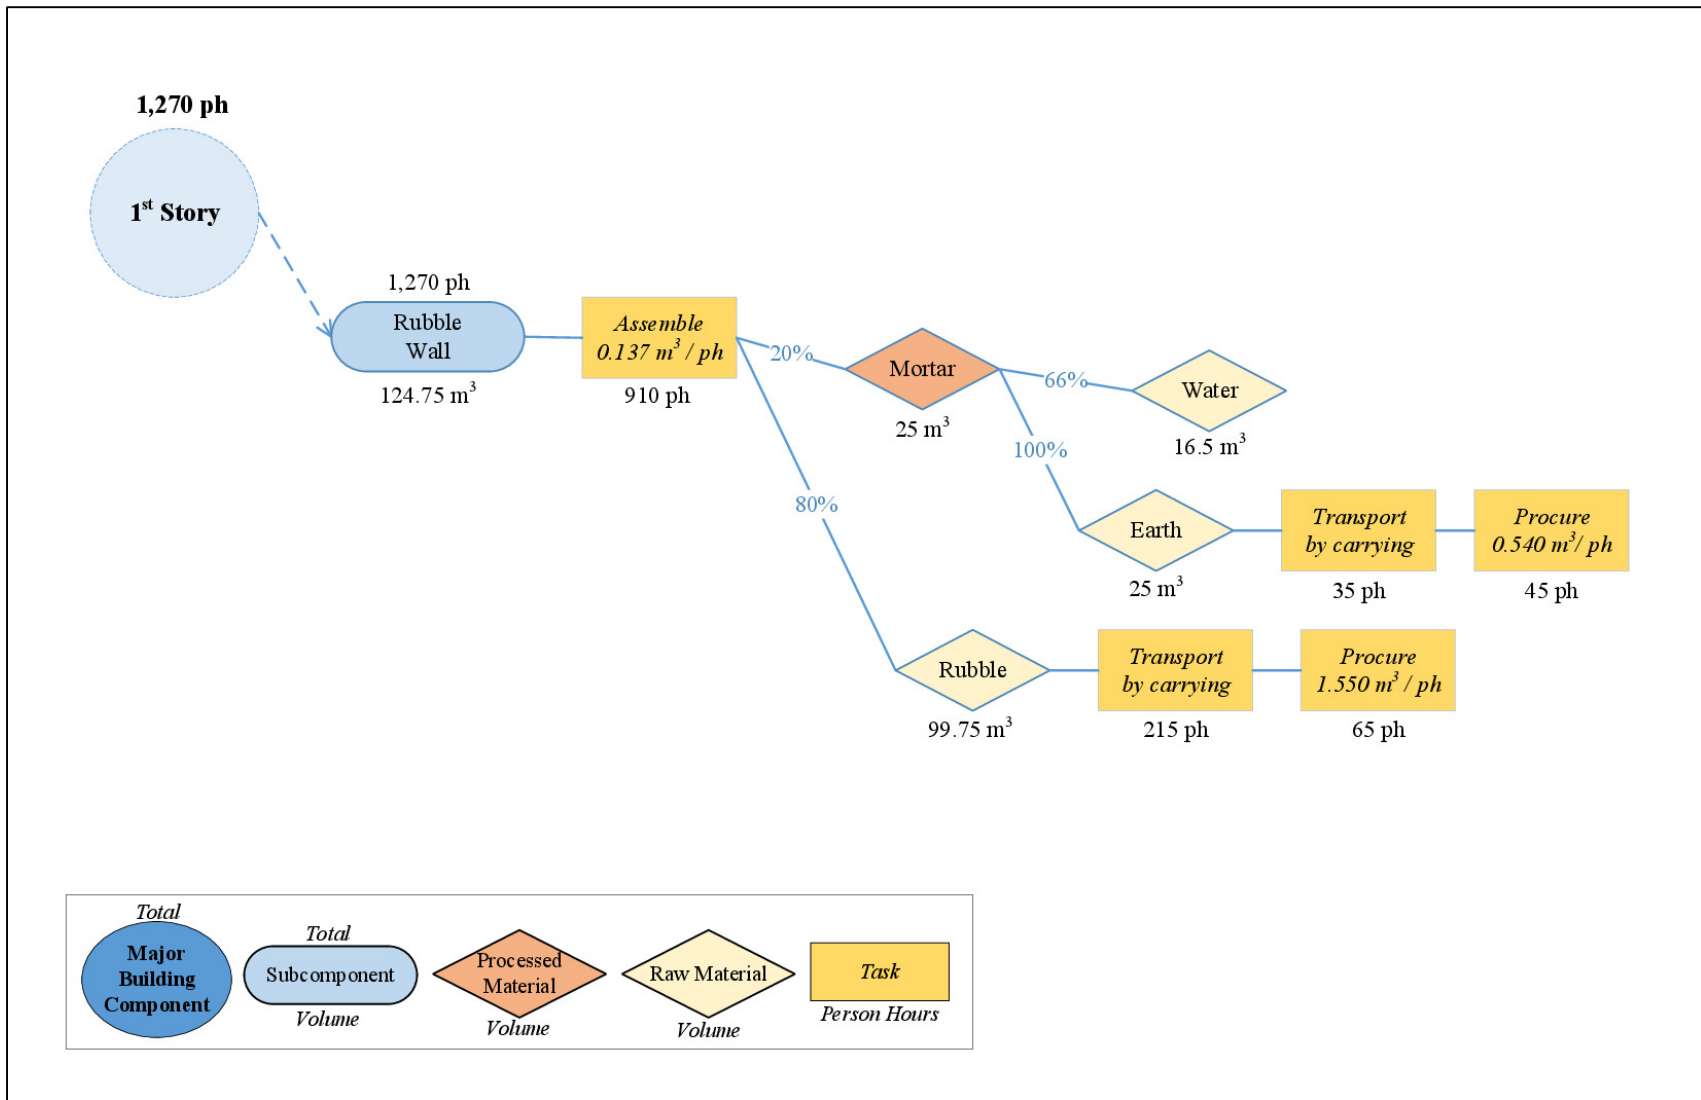 1,270 ph
1st Story
1,270 ph
Rubble
Wall
124.75 m3
Assemble
0.137 m3 / ph
910 ph
20%
Mortar
25 m3
66%
Water
16.5 m3
100%
Earth
25 m3
Transport
by carrying
35 ph
Procure
0.540 m3/ ph
45 ph
80%
Rubble
99.75 m3
Transport
by carrying
215 ph
Procure
1.550 m3 / ph
65 ph
Total
Major
Building
Component
Total
Subcomponent
Volume
Processed
Material
Volume
Raw Material
Volume
Task
Person Hours